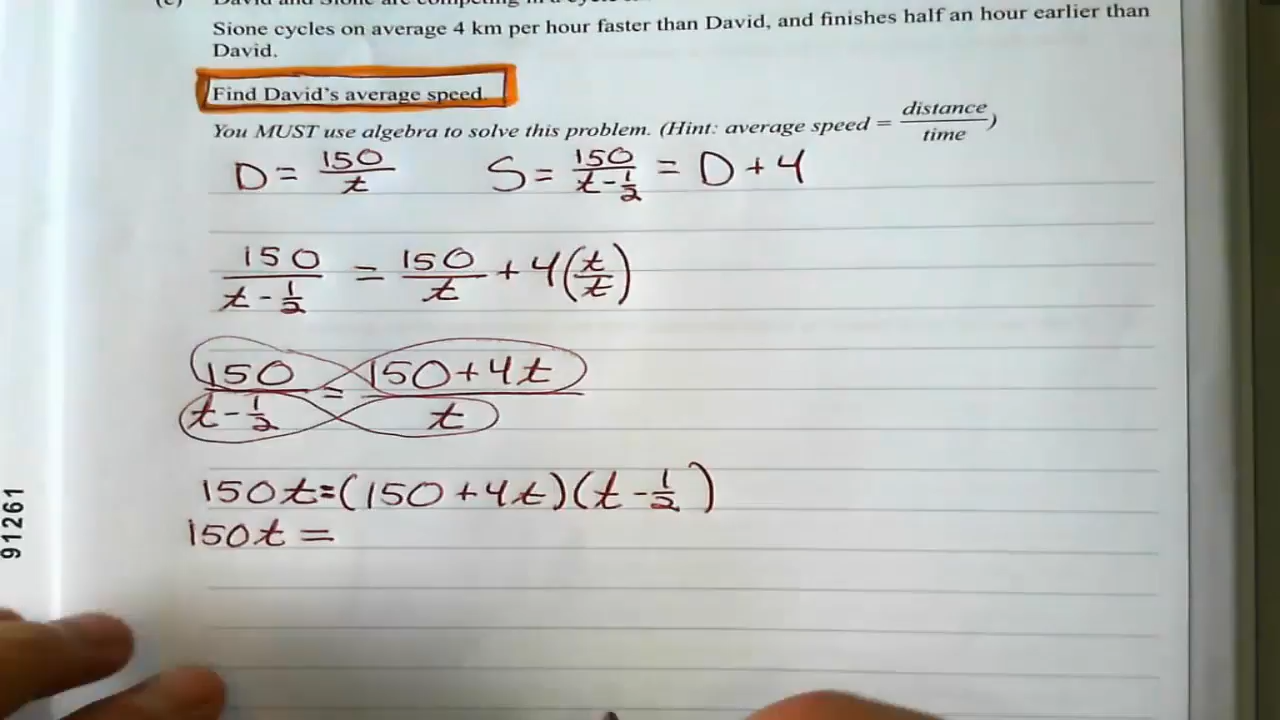 Sione cycles on average 4 km per hour faster than David, and finishes half an hour earlier than
David.
Find David's average speed.
You MUST use algebra to solve this problem. (Hint: average speed = distance/time)
D = 150/t    S = 150/(t - 1/2) = D + 4
150/(t - 1/2) = 150/t + 4(t/t)
150/(t - 1/2) = (150 + 4t)/t
150t = (150 + 4t)(t - 1/2)
150t =
91261